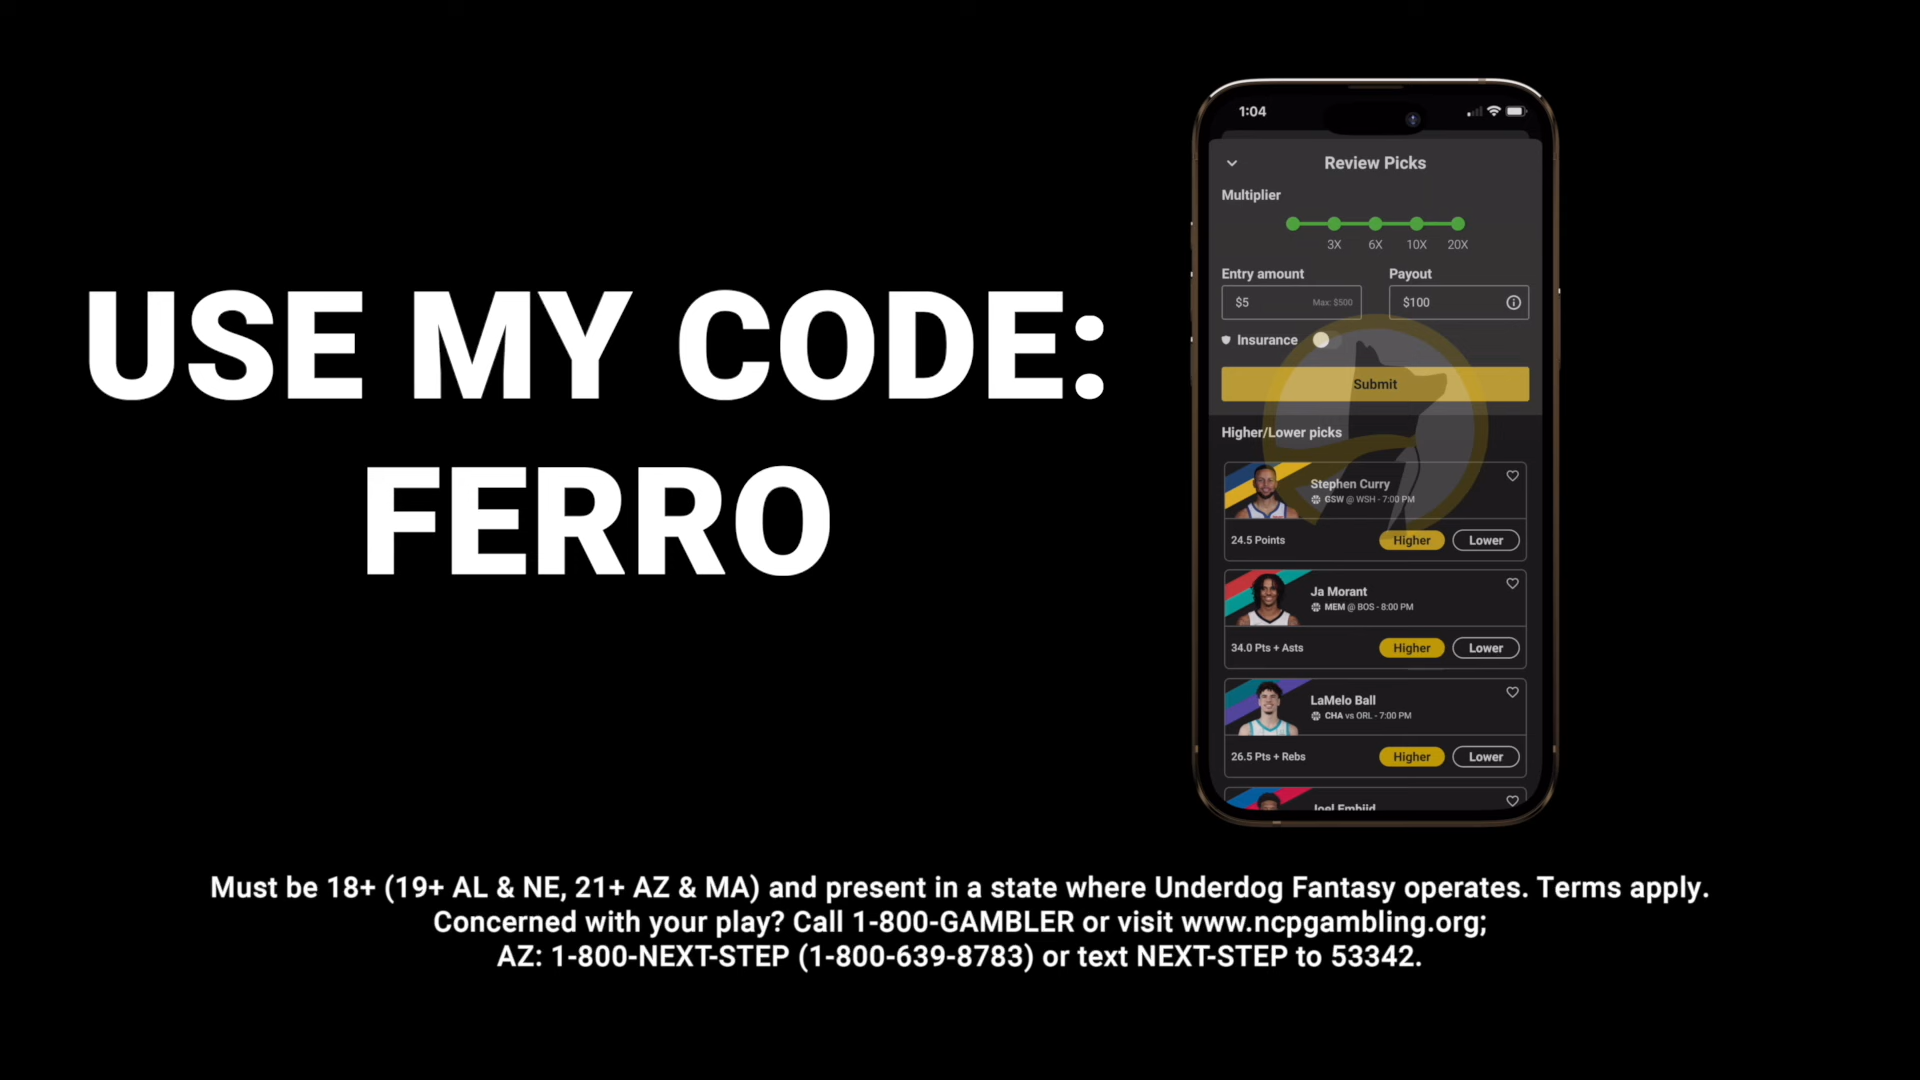 USE MY CODE:
FERRO
1:04
Review Picks
Multiplier
3X 6X 10X 20X
Entry amount Payout
$5 Max: $500 $100
Insurance
Submit
Higher/Lower picks
Stephen Curry
GSW @ WSH - 7:00 PM
24.5 Points Higher Lower
Ja Morant
MEM @ BOS - 8:00 PM
34.0 Pts + Asts Higher Lower
LaMelo Ball
CHA vs ORL - 7:00 PM
26.5 Pts + Rebs Higher Lower
Joel Embiid
Must be 18+ (19+ AL & NE, 21+ AZ & MA) and present in a state where Underdog Fantasy operates. Terms apply.
Concerned with your play? Call 1-800-GAMBLER or visit www.ncpgambling.org;
AZ: 1-800-NEXT-STEP (1-800-639-8783) or text NEXT-STEP to 53342.